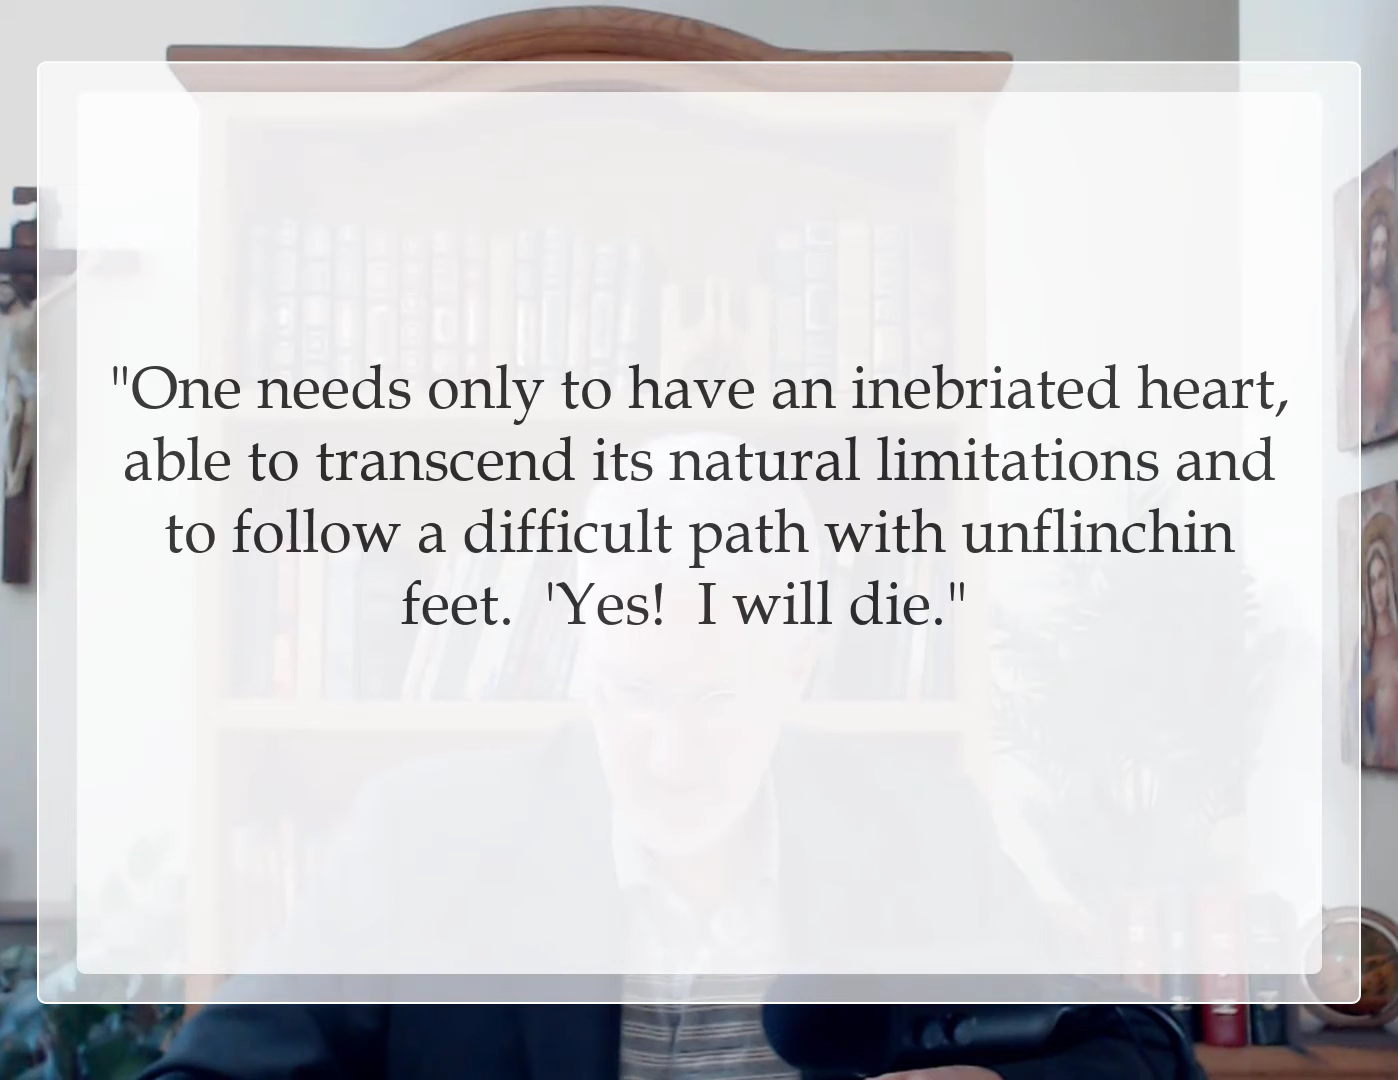 "One needs only to have an inebriated heart,
able to transcend its natural limitations and
to follow a difficult path with unflinchin
feet.  'Yes!  I will die."